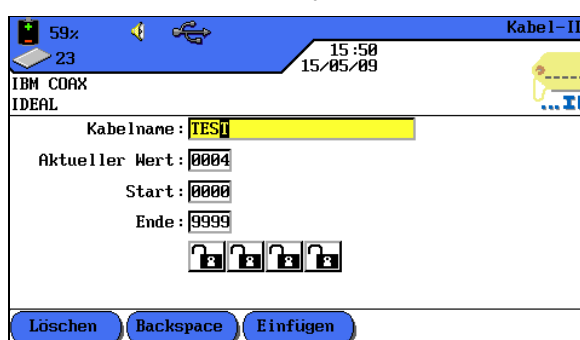 59%
Kabel-II
23
15:50
15/05/09
IBM COAX
IDEAL
...I
Kabelname: TEST
Aktueller Wert: 0004
Start: 0000
Ende: 9999
Löschen Backspace Einfügen